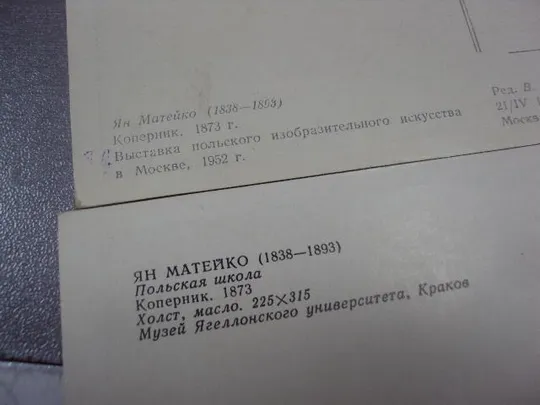 Ян Матейко (1838—1893)
Коперник. 1873 г.
Выставка польского изобразительного искусства
в Москве, 1952 г.
Ред. В.
21/IV
Москва
ЯН МАТЕЙКО (1838—1893)
Польская школа
Коперник. 1873
Холст, масло. 225×315
Музей Ягеллонского университета, Краков